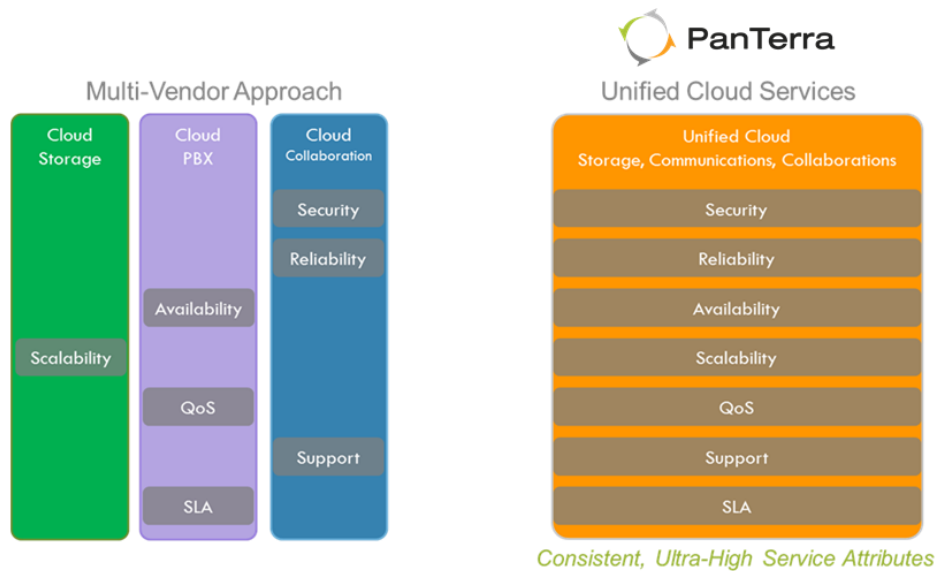 PanTerra
Multi-Vendor Approach
Unified Cloud Services
Cloud
Storage
Cloud
PBX
Cloud
Collaboration
Security
Reliability
Availability
Scalability
QoS
Support
SLA
Unified Cloud
Storage, Communications, Collaborations
Security
Reliability
Availability
Scalability
QoS
Support
SLA
Consistent, Ultra-High Service Attributes